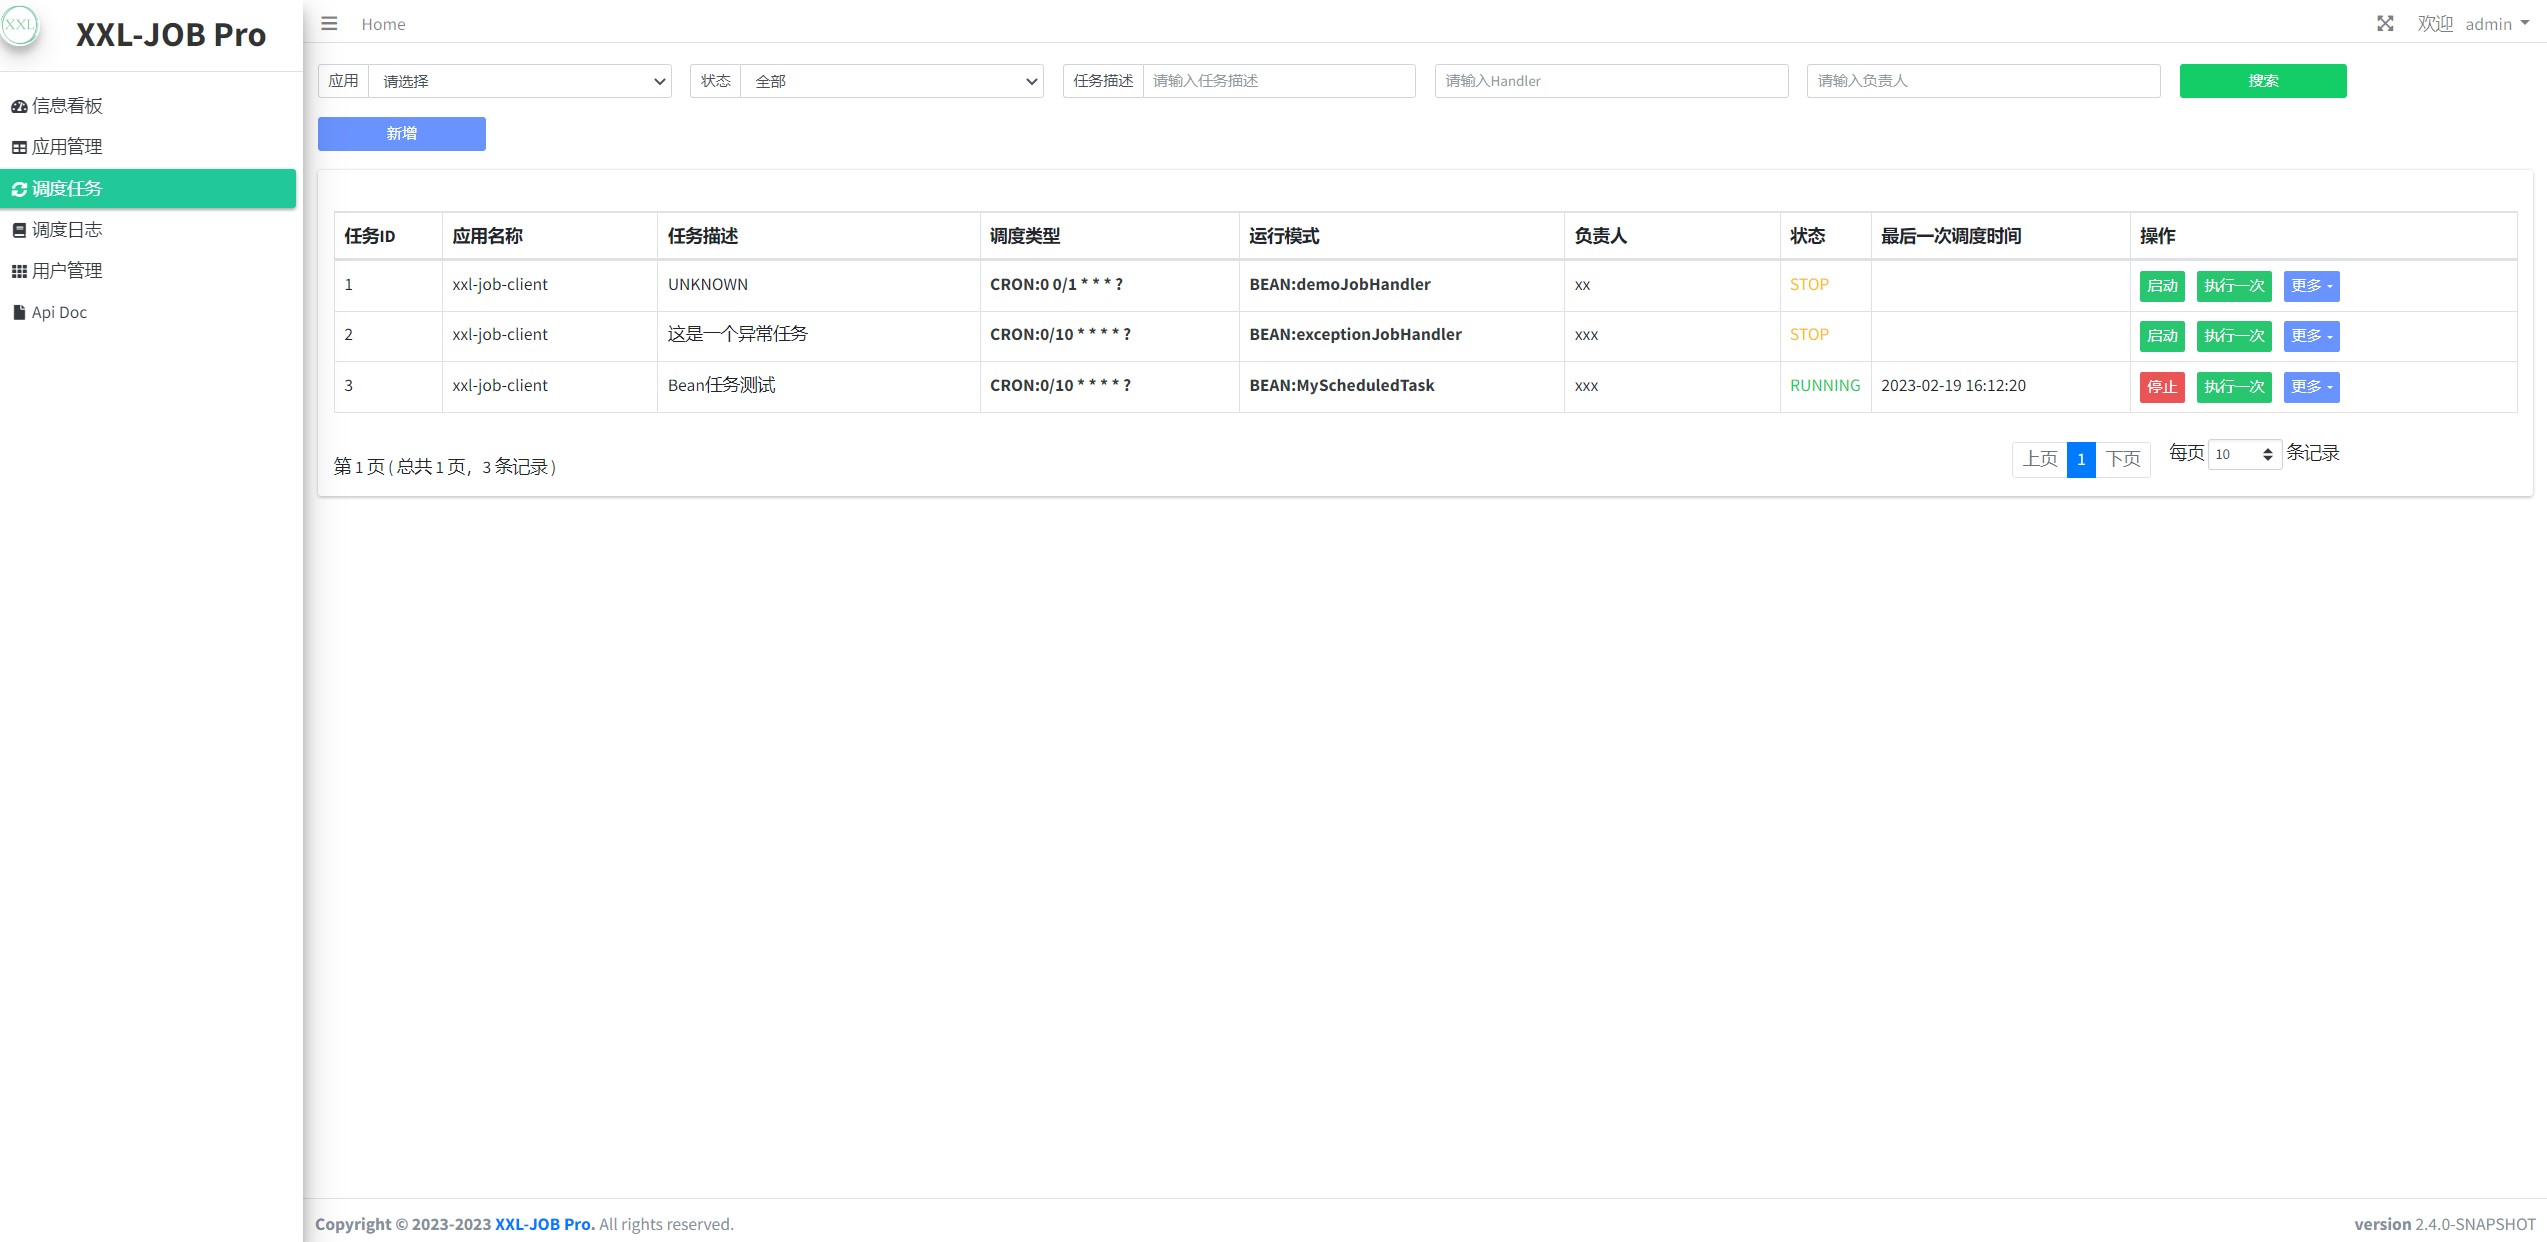 XXL
XXL-JOB Pro
Home
欢迎 admin
信息看板
应用管理
调度任务
调度日志
用户管理
Api Doc
应用 请选择 状态 全部 任务描述 请输入任务描述 请输入Handler 请输入负责人 搜索
新增
任务ID 应用名称 任务描述 调度类型 运行模式 负责人 状态 最后一次调度时间 操作
1 xxl-job-client UNKNOWN CRON:0 0/1 * * * ? BEAN:demoJobHandler xx STOP 启动 执行一次 更多
2 xxl-job-client 这是一个异常任务 CRON:0/10 * * * * ? BEAN:exceptionJobHandler xxx STOP 启动 执行一次 更多
3 xxl-job-client Bean任务测试 CRON:0/10 * * * * ? BEAN:MyScheduledTask xxx RUNNING 2023-02-19 16:12:20 停止 执行一次 更多
第 1 页 ( 总共 1 页，3 条记录 ) 上页 1 下页 每页 10 条记录
Copyright © 2023-2023 XXL-JOB Pro. All rights reserved. version 2.4.0-SNAPSHOT